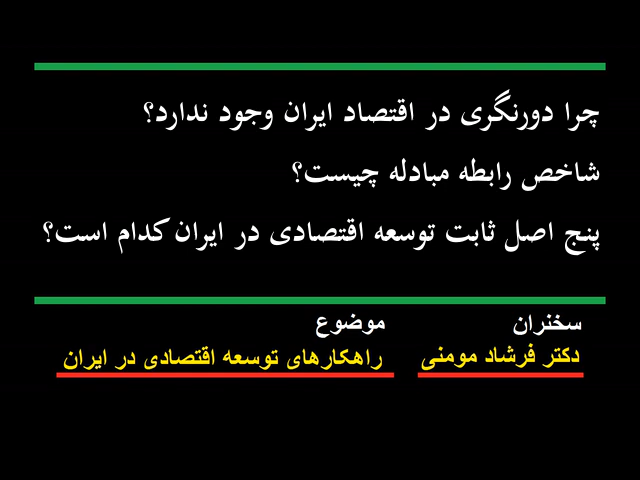 چرا دورنگری در اقتصاد ایران وجود ندارد؟
شاخص رابطه مبادله چیست؟
پنج اصل ثابت توسعه اقتصادی در ایران کدام است؟
سخنران
دکتر فرشاد مومنی
موضوع
راهکارهای توسعه اقتصادی در ایران